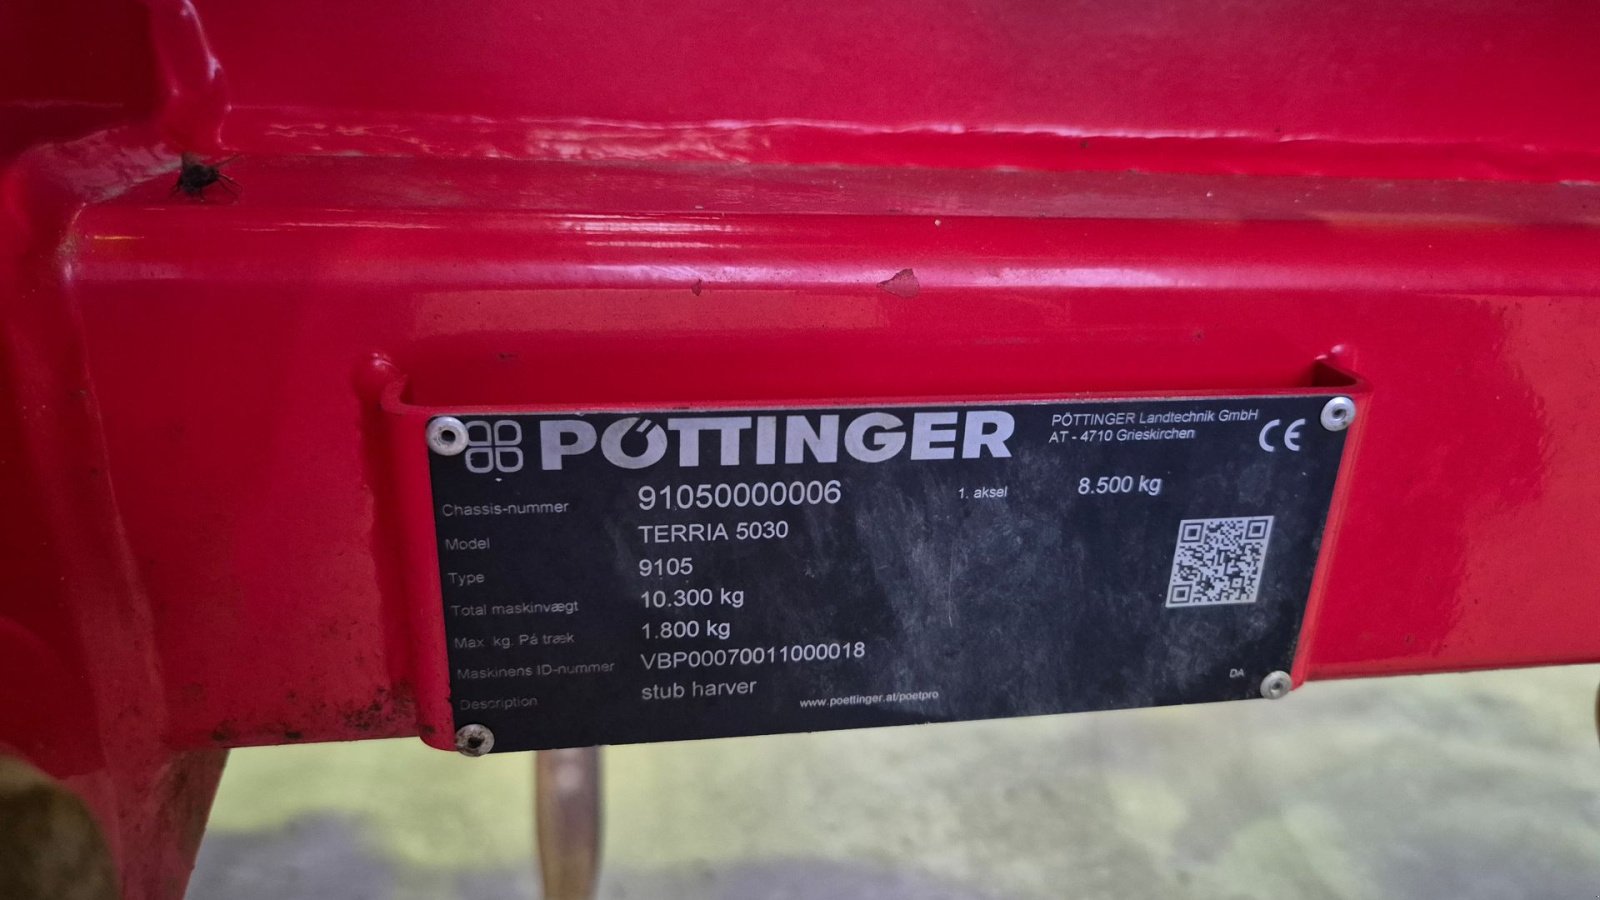 PÖTTINGER
PÖTTINGER Landtechnik GmbH
AT - 4710 Grieskirchen
CE
Chassis-nummer 91050000006 1. aksel 8.500 kg
Model TERRIA 5030
Type 9105
Total maskinvægt 10.300 kg
Max. kg. På træk 1.800 kg
Maskinens ID-nummer VBP00070011000018
Description stub harver
www.poettinger.at/poetpro
DA